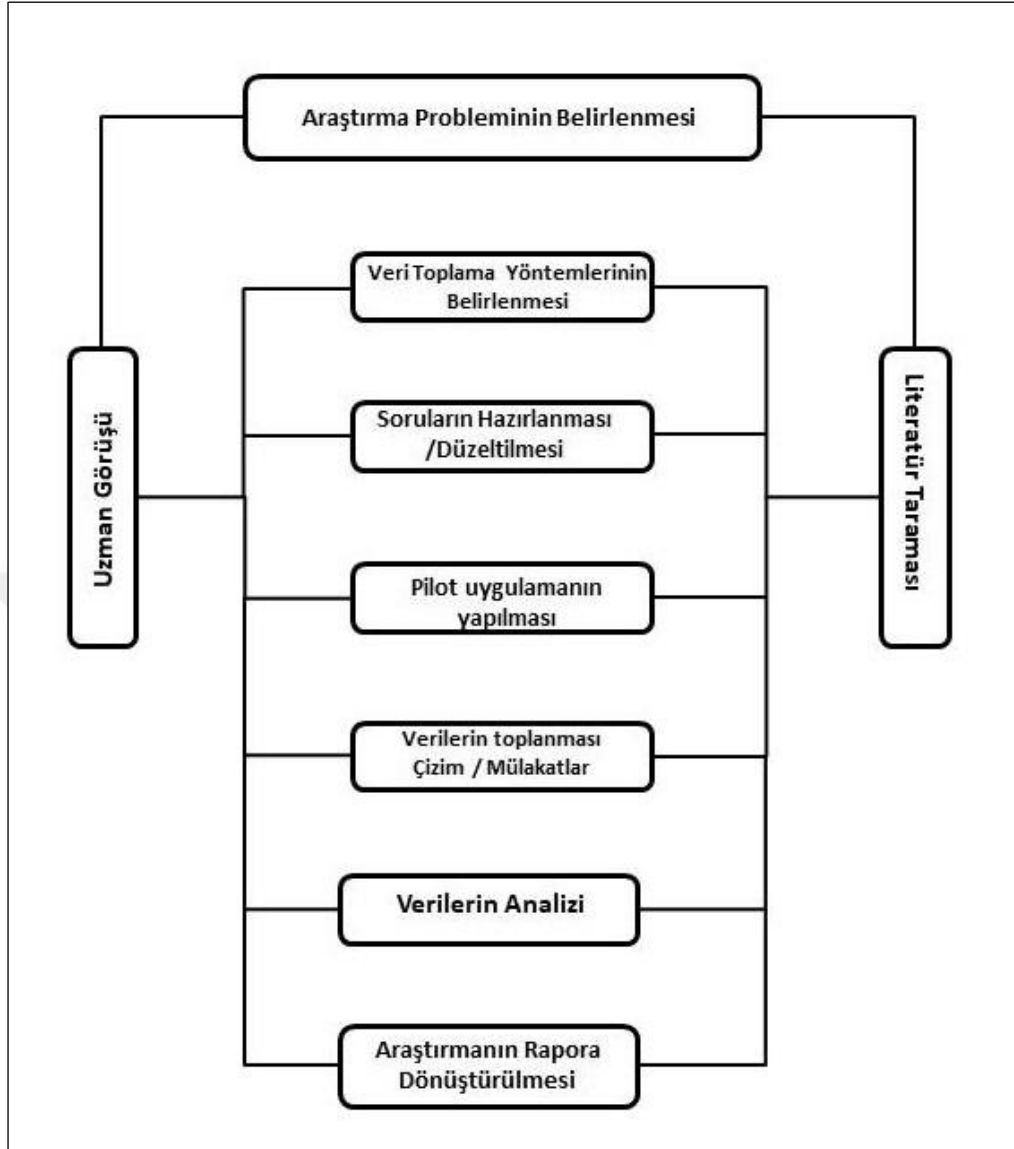 Araştırma Probleminin Belirlenmesi
Uzman Görüşü
Literatür Taraması
Veri Toplama Yöntemlerinin
Belirlenmesi
Soruların Hazırlanması
/Düzeltilmesi
Pilot uygulamanın
yapılması
Verilerin toplanması
Çizim / Mülakatlar
Verilerin Analizi
Araştırmanın Rapora
Dönüştürülmesi